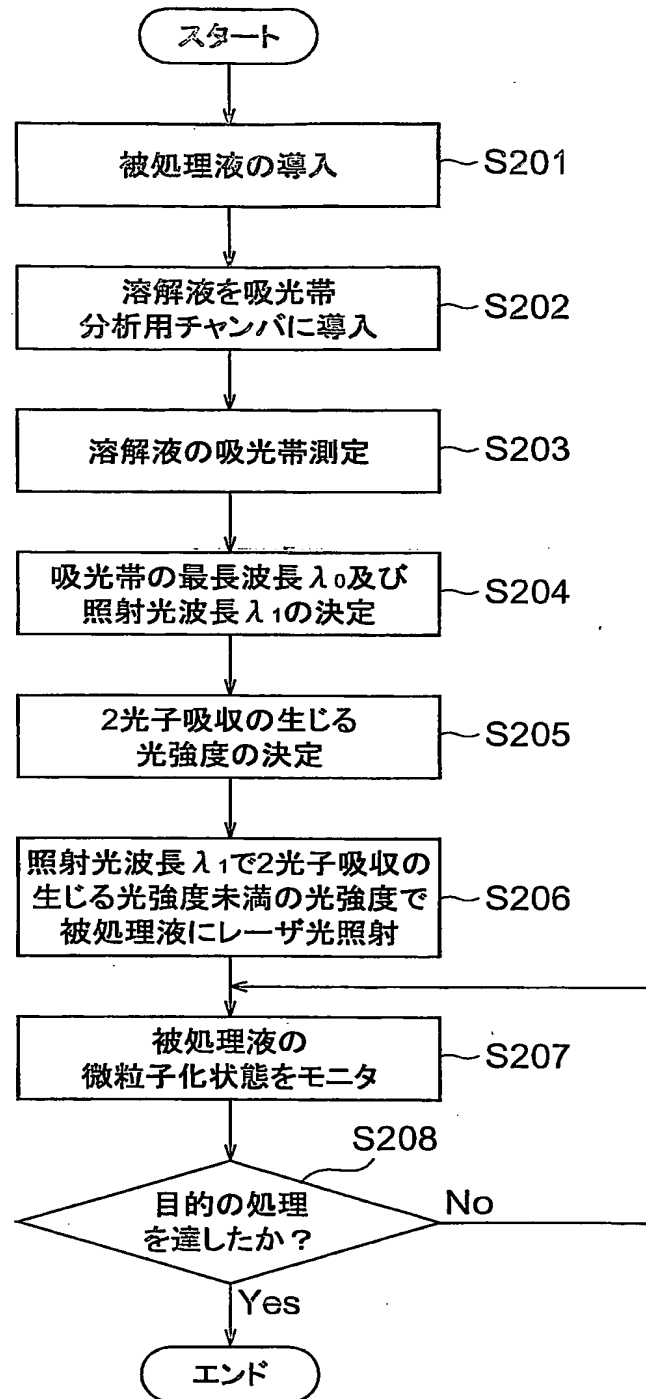 スタート
被処理液の導入
S201
溶解液を吸光帯
分析用チャンバに導入
S202
溶解液の吸光帯測定
S203
吸光帯の最長波長λ0及び
照射光波長λ1の決定
S204
2光子吸収の生じる
光強度の決定
S205
照射光波長λ1で2光子吸収の
生じる光強度未満の光強度で
被処理液にレーザ光照射
S206
被処理液の
微粒子化状態をモニタ
S207
S208
目的の処理
を達したか？
No
Yes
エンド